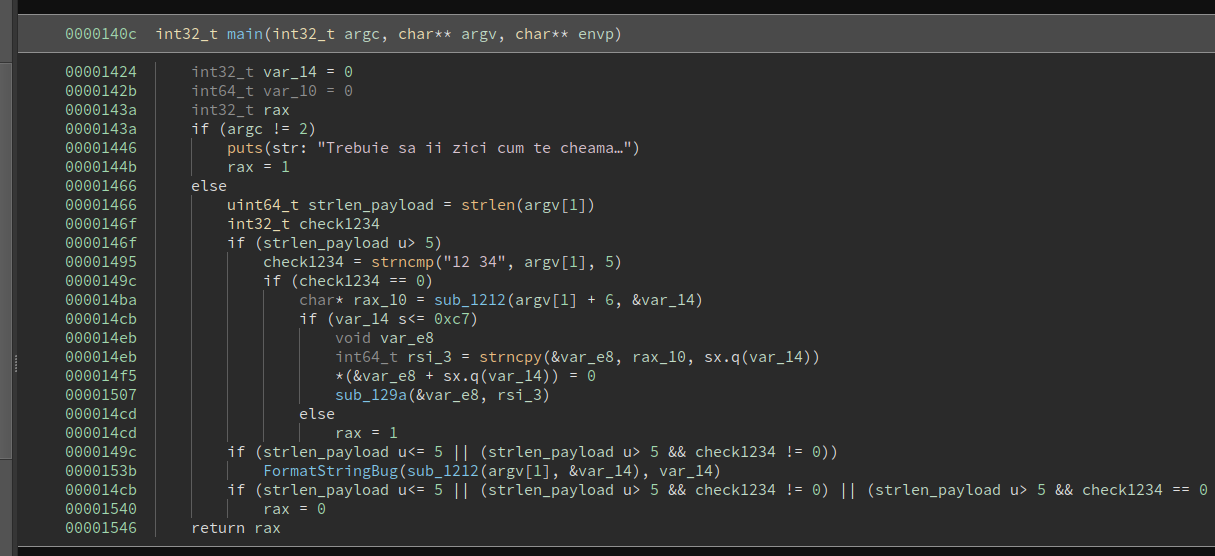 0000140c int32_t main(int32_t argc, char** argv, char** envp)
00001424 int32_t var_14 = 0
0000142b int64_t var_10 = 0
0000143a int32_t rax
0000143a if (argc != 2)
00001446 puts(str: "Trebuie sa ii zici cum te cheama…")
0000144b rax = 1
00001466 else
00001466 uint64_t strlen_payload = strlen(argv[1])
0000146f int32_t check1234
0000146f if (strlen_payload u> 5)
00001495 check1234 = strncmp("12 34", argv[1], 5)
0000149c if (check1234 == 0)
000014ba char* rax_10 = sub_1212(argv[1] + 6, &var_14)
000014cb if (var_14 s<= 0xc7)
000014eb void var_e8
000014eb int64_t rsi_3 = strncpy(&var_e8, rax_10, sx.q(var_14))
000014f5 *(&var_e8 + sx.q(var_14)) = 0
00001507 sub_129a(&var_e8, rsi_3)
000014cd else
000014cd rax = 1
0000149c if (strlen_payload u<= 5 || (strlen_payload u> 5 && check1234 != 0))
0000153b FormatStringBug(sub_1212(argv[1], &var_14), var_14)
000014cb if (strlen_payload u<= 5 || (strlen_payload u> 5 && check1234 != 0) || (strlen_payload u> 5 && check1234 == 0
00001540 rax = 0
00001546 return rax